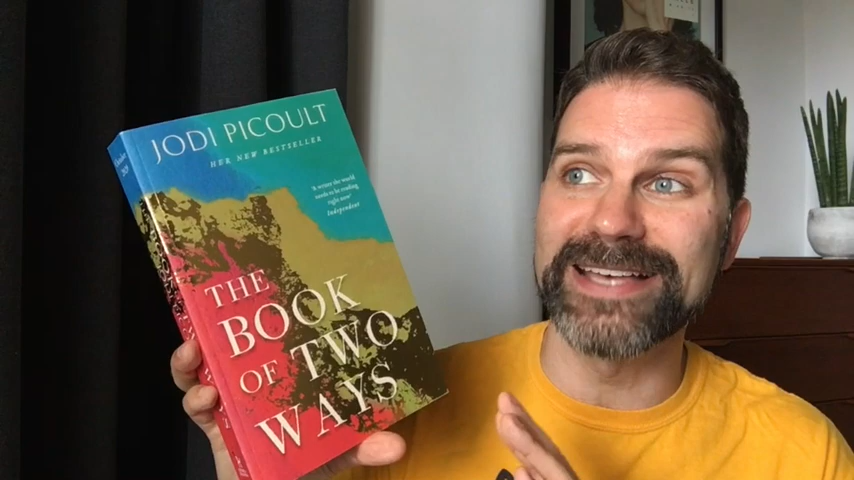 JODI PICOULT
HER NEW BESTSELLER
'A writer the world
needs to be reading
right now'
Independent
THE
BOOK
OF TWO
WAYS